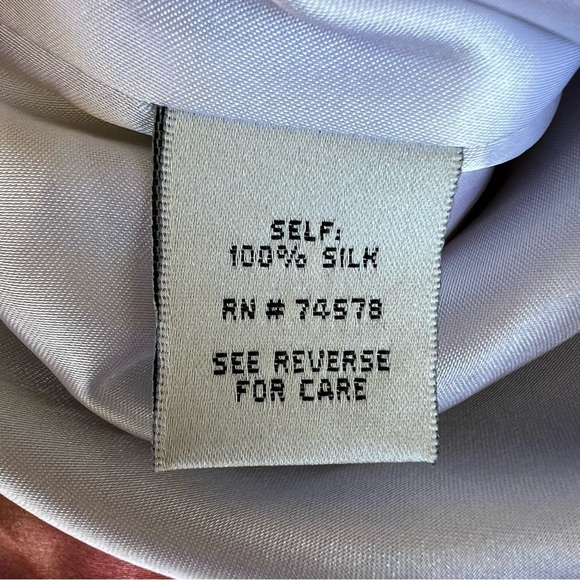 SELF:
100% SILK
RN # 74578
SEE REVERSE
FOR CARE